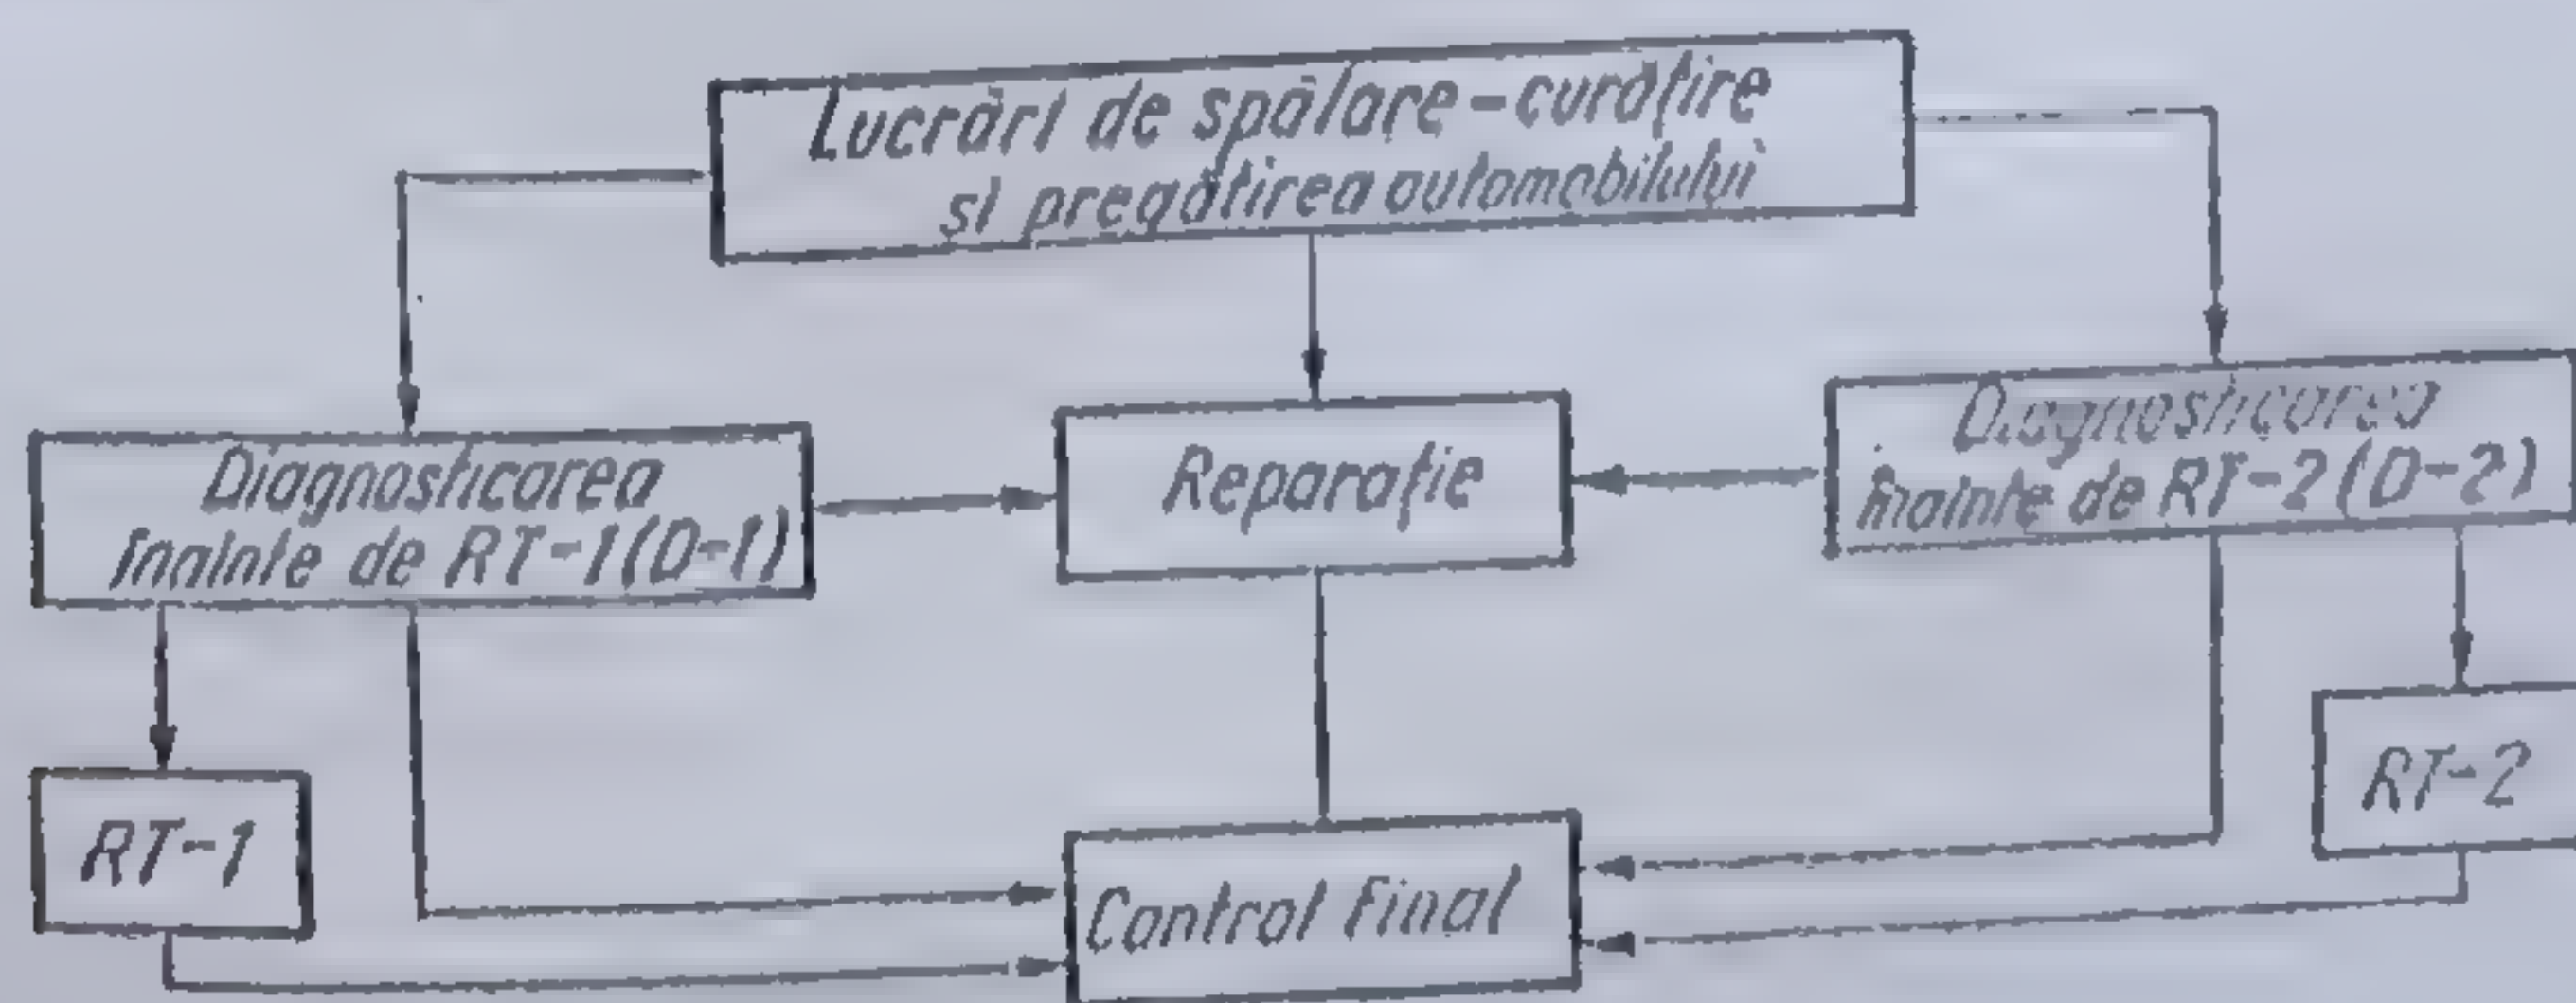 Lucrări de spălare-curățire
și pregătirea automobilului
Diagnosticarea
înainte de RT-1(D-1)
Reparație
Diagnosticarea
înainte de RT-2(D-2)
RT-1
RT-2
Control Final